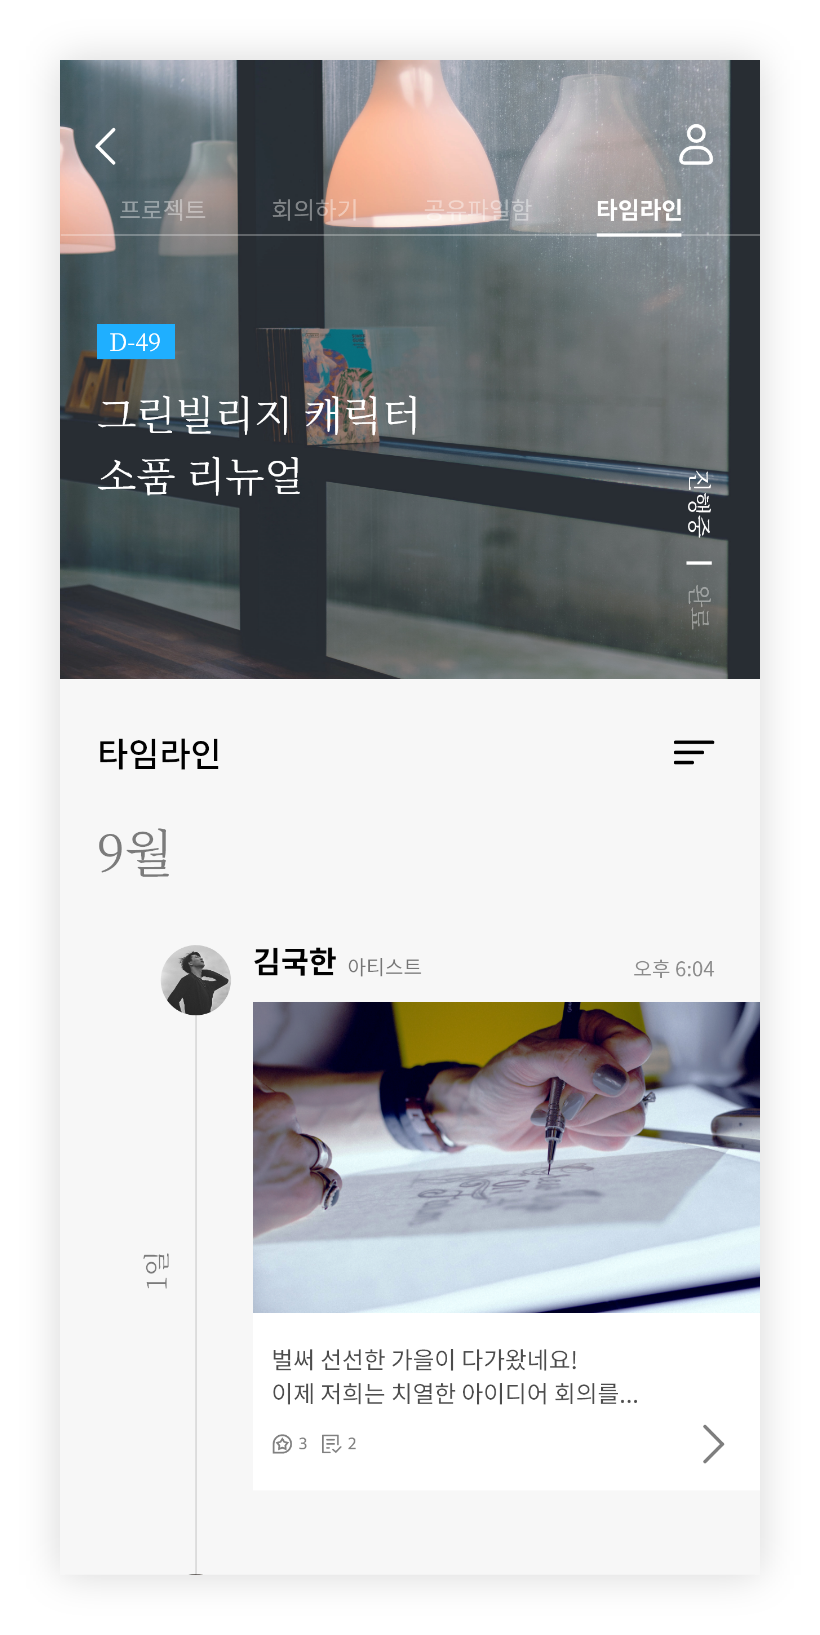 프로젝트 회의하기 공유파일함 타임라인
D-49
그린빌리지 캐릭터
소품 리뉴얼
진행중
완료
타임라인
9월
김국한 아티스트 오후 6:04
1일
벌써 선선한 가을이 다가왔네요!
이제 저희는 치열한 아이디어 회의를...
3 2